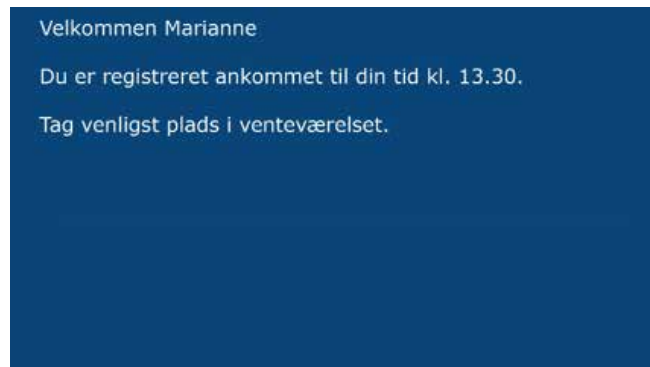 Velkommen Marianne
Du er registreret ankommet til din tid kl. 13.30.
Tag venligst plads i venteværelset.